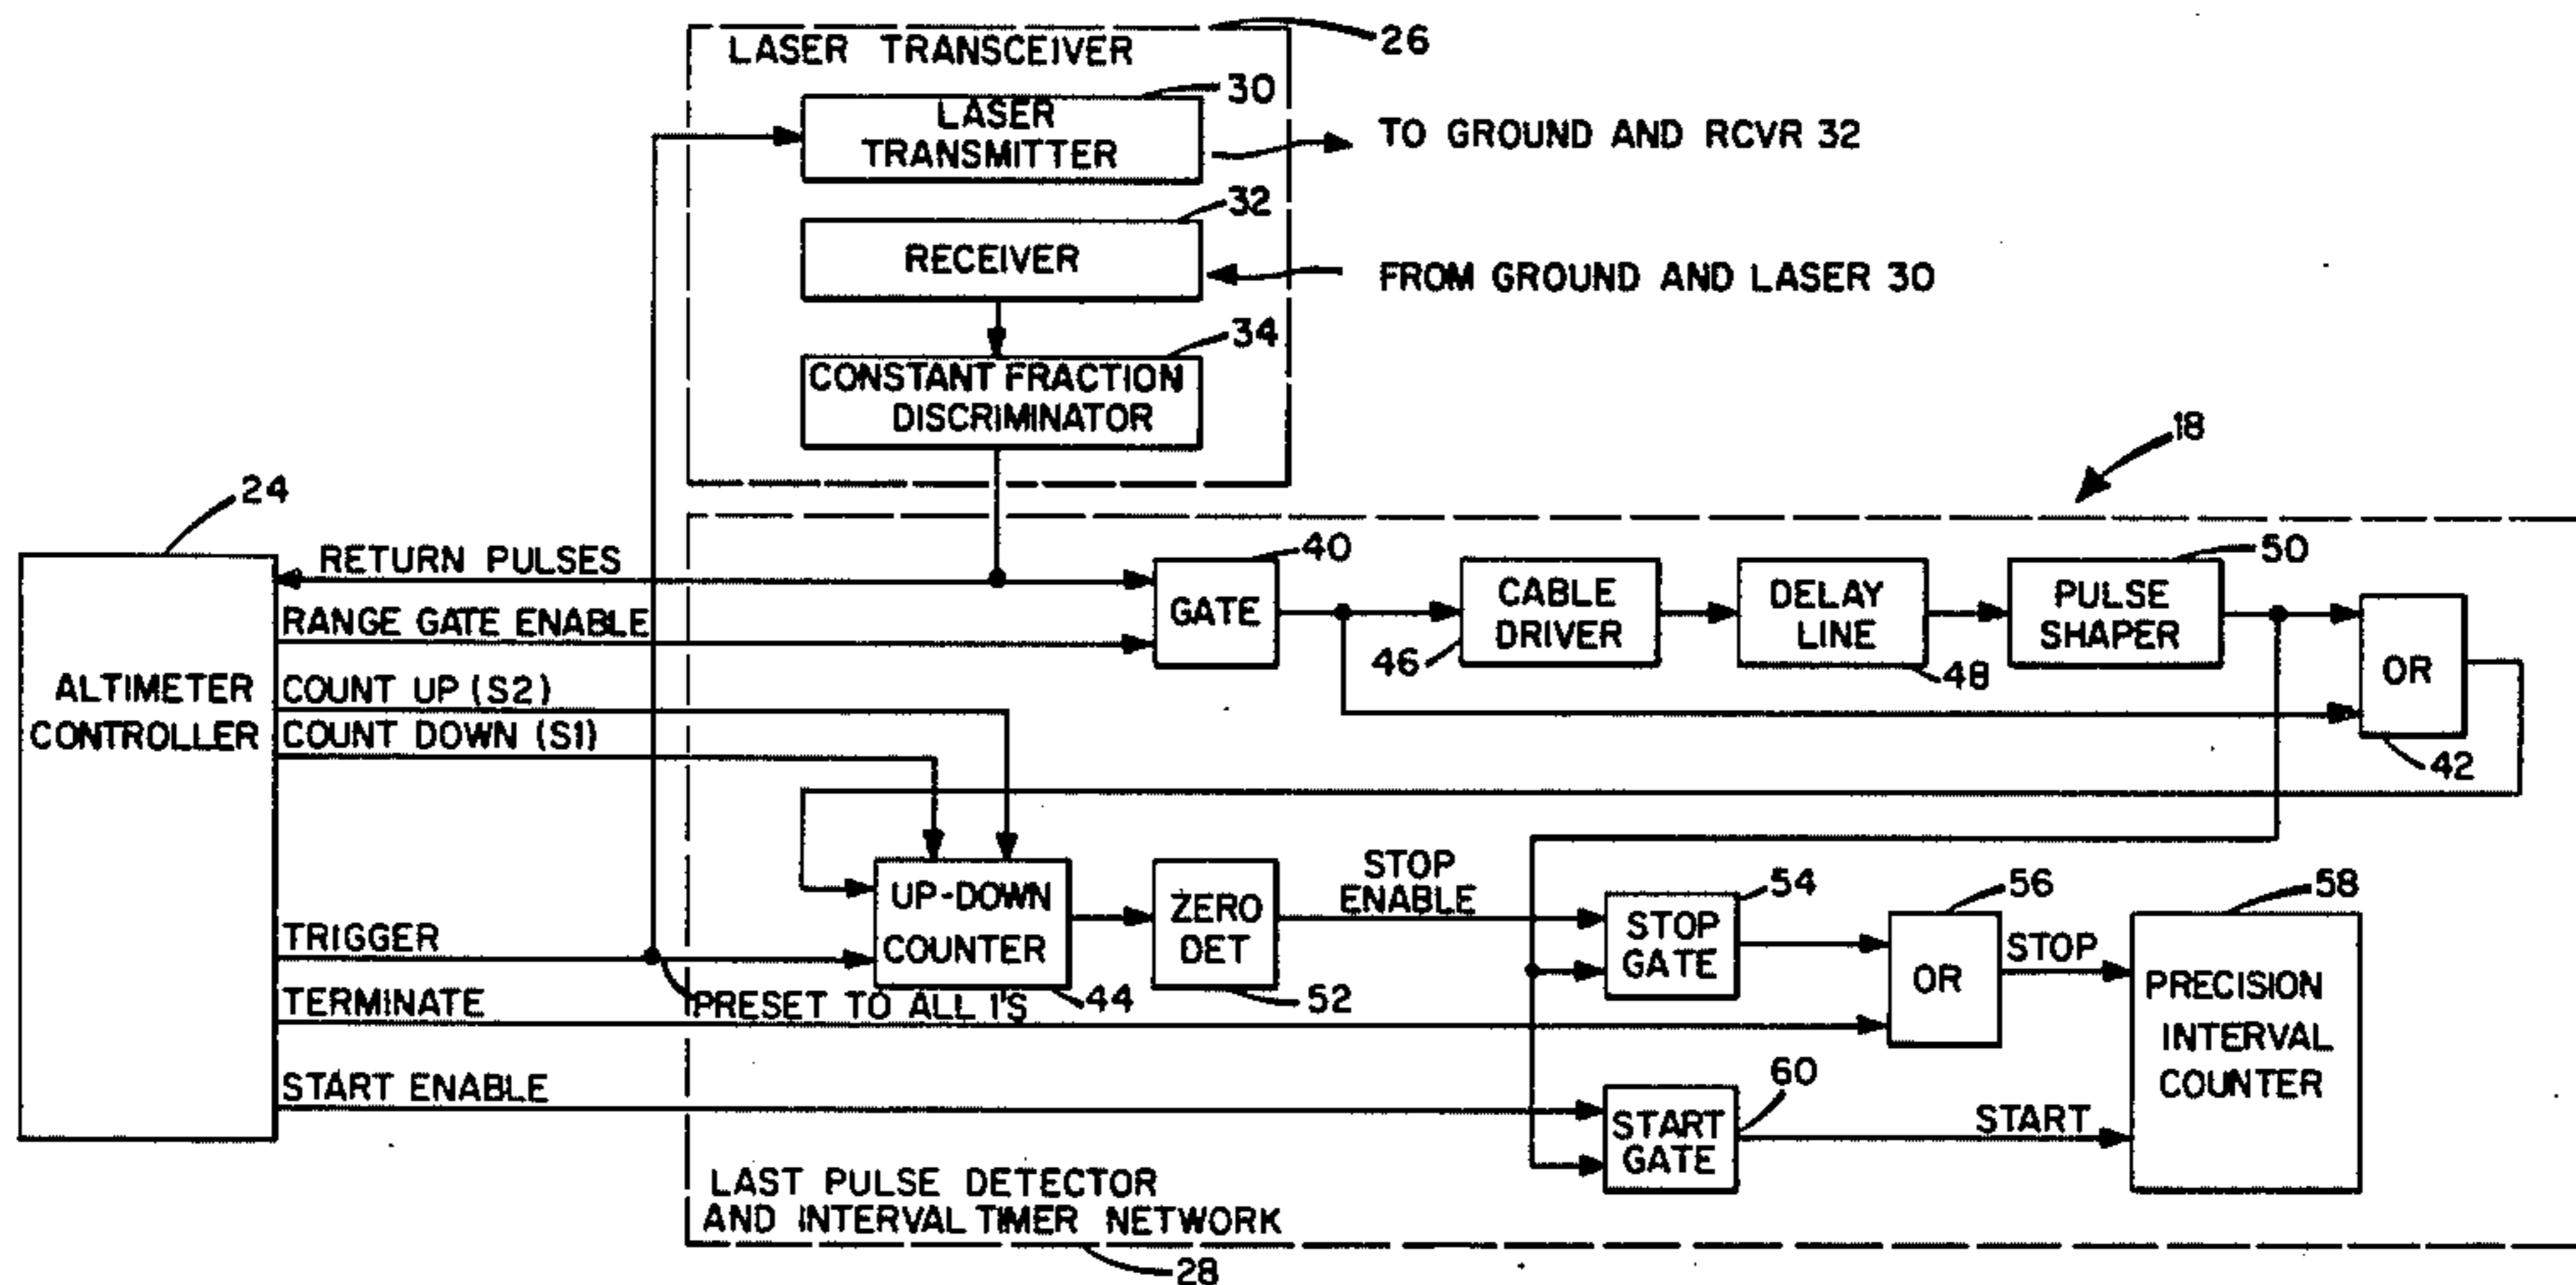 LASER TRANSCEIVER
26
30
LASER
TRANSMITTER
TO GROUND AND RCVR 32
32
RECEIVER
FROM GROUND AND LASER 30
34
CONSTANT FRACTION
DISCRIMINATOR
18
24
ALTIMETER
CONTROLLER
RETURN PULSES
RANGE GATE ENABLE
COUNT UP (S2)
COUNT DOWN (S1)
TRIGGER
PRESET TO ALL 1'S
TERMINATE
START ENABLE
40
GATE
CABLE
DRIVER
46
DELAY
LINE
48
50
PULSE
SHAPER
OR
42
UP-DOWN
COUNTER
44
ZERO
DET
52
STOP
ENABLE
54
STOP
GATE
56
OR
STOP
58
PRECISION
INTERVAL
COUNTER
60
START
GATE
START
LAST PULSE DETECTOR
AND INTERVAL TIMER NETWORK
28